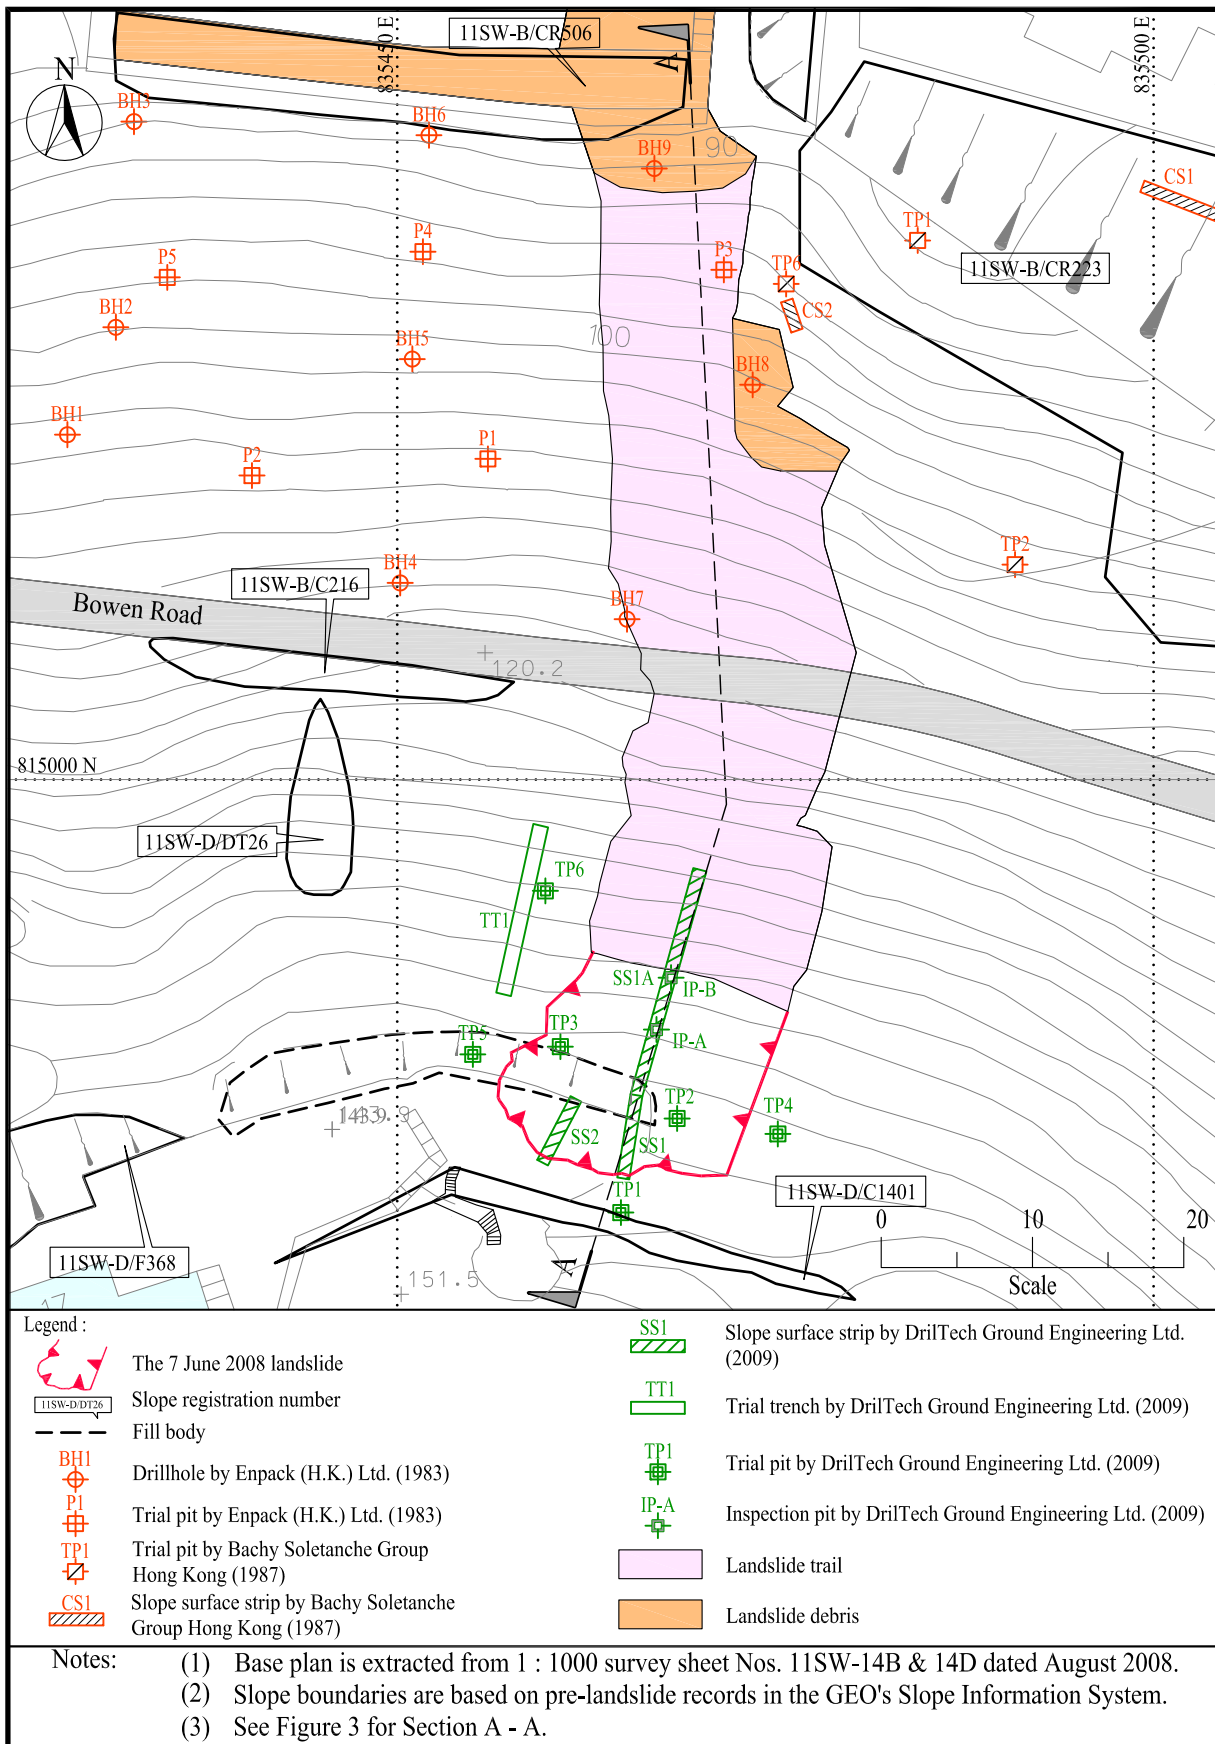 11SW-B/CR506
A
835450 E
835500 E
N
BH3
BH6
BH9
90
CS1
TP1
P4
P3
P5
TP6
11SW-B/CR223
CS2
BH2
100
BH5
BH8
BH1
P1
P2
TP2
BH4
11SW-B/C216
BH7
Bowen Road
120.2
815000 N
11SW-D/DT26
TP6
TT1
SS1A
IP-B
TP3
TP5
IP-A
TP2
TP4
143.9
SS2
SS1
TP1
11SW-D/C1401
0 10 20
Scale
11SW-D/F368
A
151.5
17
Legend :
The 7 June 2008 landslide
11SW-D/DT26
Slope registration number
Fill body
BH1
Drillhole by Enpack (H.K.) Ltd. (1983)
P1
Trial pit by Enpack (H.K.) Ltd. (1983)
TP1
Trial pit by Bachy Soletanche Group
Hong Kong (1987)
CS1
Slope surface strip by Bachy Soletanche
Group Hong Kong (1987)
SS1
Slope surface strip by DrilTech Ground Engineering Ltd.
(2009)
TT1
Trial trench by DrilTech Ground Engineering Ltd. (2009)
TP1
Trial pit by DrilTech Ground Engineering Ltd. (2009)
IP-A
Inspection pit by DrilTech Ground Engineering Ltd. (2009)
Landslide trail
Landslide debris
Notes:
(1) Base plan is extracted from 1 : 1000 survey sheet Nos. 11SW-14B & 14D dated August 2008.
(2) Slope boundaries are based on pre-landslide records in the GEO's Slope Information System.
(3) See Figure 3 for Section A - A.